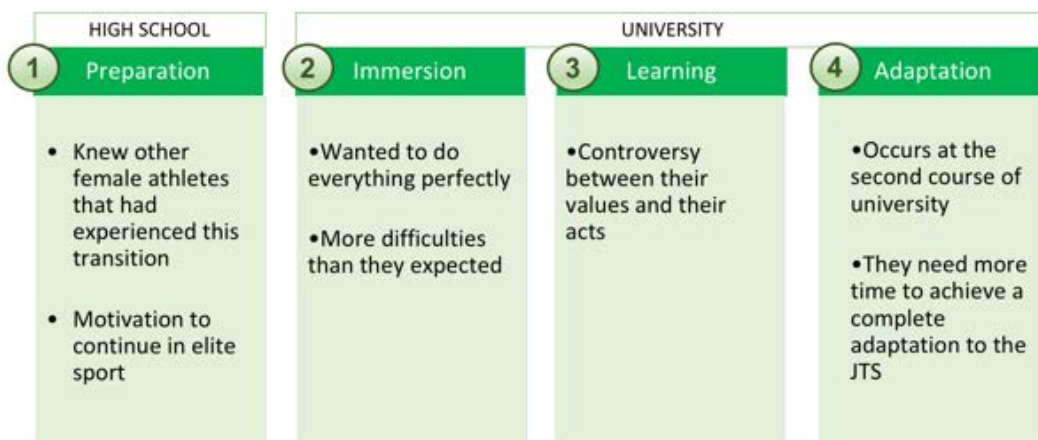 HIGH SCHOOL
UNIVERSITY
1 Preparation
• Knew other
female athletes
that had
experienced this
transition
• Motivation to
continue in elite
sport
2 Immersion
•Wanted to do
everything perfectly
•More difficulties
than they expected
3 Learning
•Controversy
between their
values and their
acts
4 Adaptation
•Occurs at the
second course of
university
•They need more
time to achieve a
complete
adaptation to the
JTS